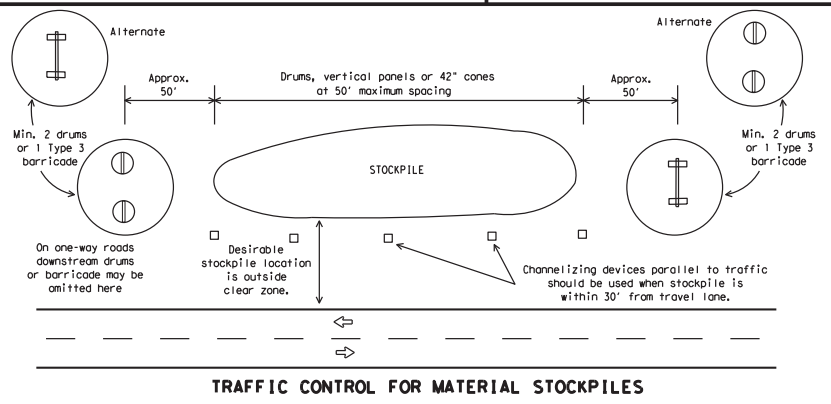 Alternate
Alternate
Approx.
50'
Drums, vertical panels or 42" cones
at 50' maximum spacing
Approx.
50'
Min. 2 drums
or 1 Type 3
barricade
Min. 2 drums
or 1 Type 3
barricade
STOCKPILE
On one-way roads
downstream drums
or barricade may be
omitted here
Desirable
stockpile location
is outside
clear zone.
Channelizing devices parallel to traffic
should be used when stockpile is
within 30' from travel lane.
TRAFFIC CONTROL FOR MATERIAL STOCKPILES